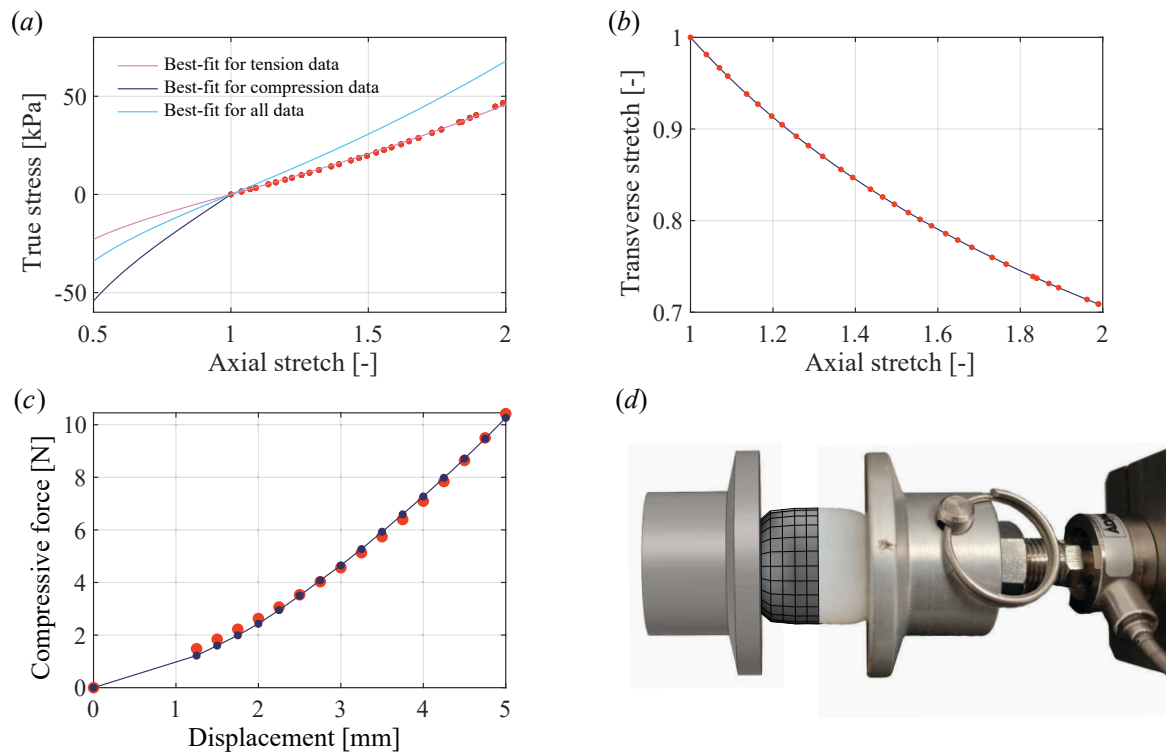 (a)
Best-fit for tension data
Best-fit for compression data
Best-fit for all data
True stress [kPa]
50
0
-50
0.5
1
1.5
2
Axial stretch [-]
(b)
Transverse stretch [-]
1
0.9
0.8
0.7
1
1.2
1.4
1.6
1.8
2
Axial stretch [-]
(c)
Compressive force [N]
10
8
6
4
2
0
0
1
2
3
4
5
Displacement [mm]
(d)